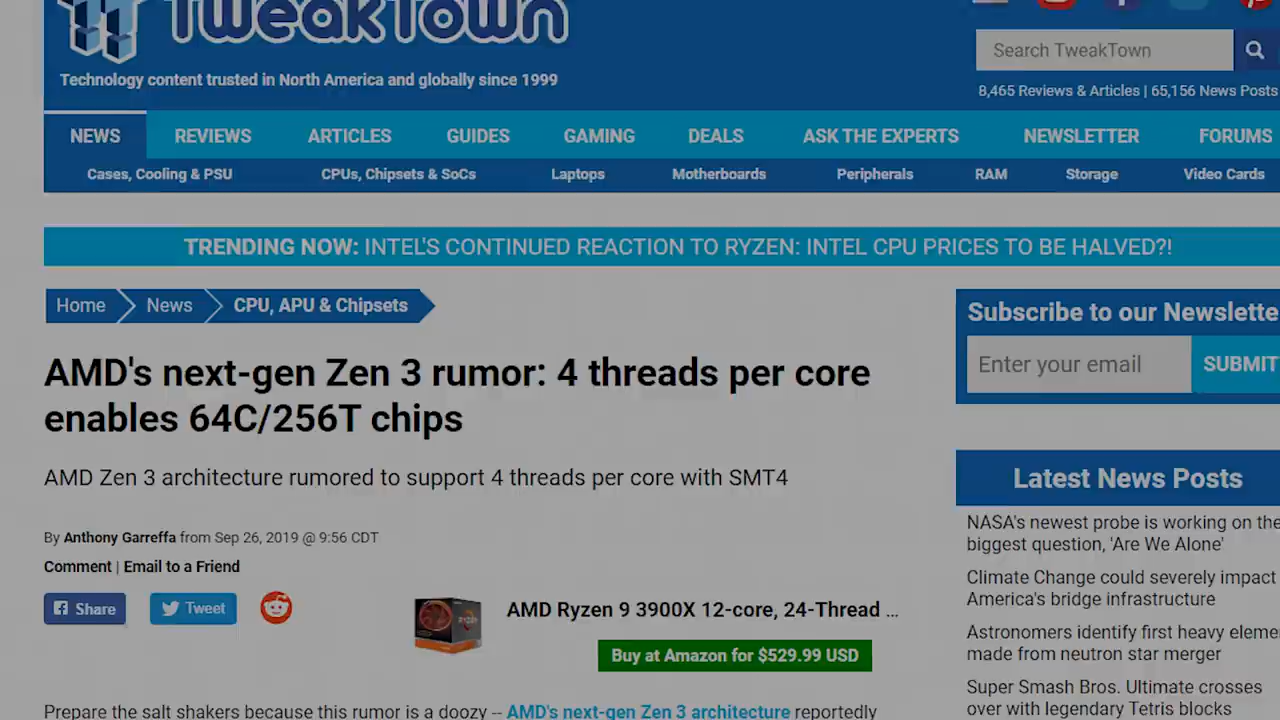 TweakTown
Technology content trusted in North America and globally since 1999
Search TweakTown
8,465 Reviews & Articles | 65,156 News Posts
NEWS REVIEWS ARTICLES GUIDES GAMING DEALS ASK THE EXPERTS NEWSLETTER FORUMS
Cases, Cooling & PSU CPUs, Chipsets & SoCs Laptops Motherboards Peripherals RAM Storage Video Cards
TRENDING NOW: INTEL'S CONTINUED REACTION TO RYZEN: INTEL CPU PRICES TO BE HALVED?!
Home News CPU, APU & Chipsets
AMD's next-gen Zen 3 rumor: 4 threads per core
enables 64C/256T chips
AMD Zen 3 architecture rumored to support 4 threads per core with SMT4
By Anthony Garreffa from Sep 26, 2019 @ 9:56 CDT
Comment | Email to a Friend
Share Tweet
RYZEN
AMD Ryzen 9 3900X 12-core, 24-Thread ...
Buy at Amazon for $529.99 USD
Prepare the salt shakers because this rumor is a doozy -- AMD's next-gen Zen 3 architecture reportedly
Subscribe to our Newslette
Enter your email SUBMIT
Latest News Posts
NASA's newest probe is working on the
biggest question, 'Are We Alone'
Climate Change could severely impact
America's bridge infrastructure
Astronomers identify first heavy eleme
made from neutron star merger
Super Smash Bros. Ultimate crosses
over with legendary Tetris blocks